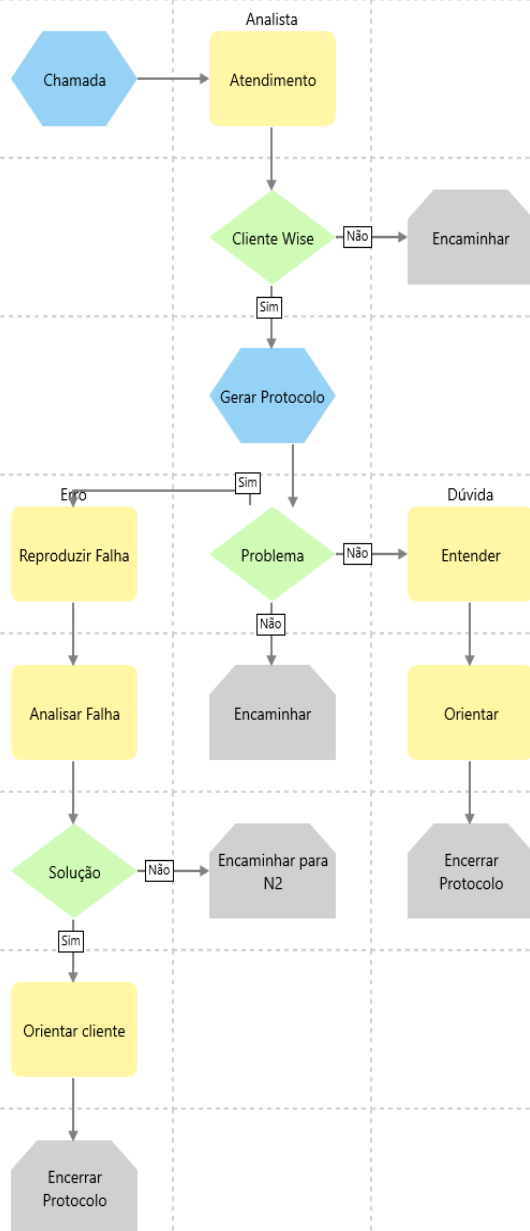 Analista
Chamada
Atendimento
Cliente Wise
Não
Encaminhar
Sim
Gerar Protocolo
Sim
Erro
Dúvida
Reproduzir Falha
Problema
Não
Entender
Não
Analisar Falha
Encaminhar
Orientar
Solução
Não
Encaminhar para
N2
Encerrar
Protocolo
Sim
Orientar cliente
Encerrar
Protocolo